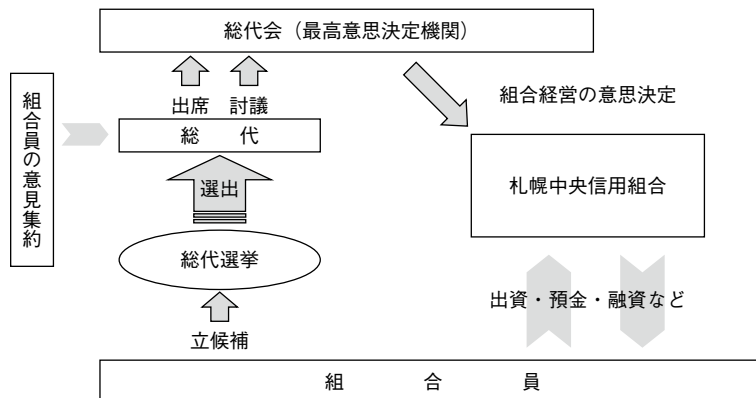 総代会（最高意思決定機関）
出席 討議
組合経営の意思決定
組合員の意見集約
総 代
選出
札幌中央信用組合
総代選挙
出資・預金・融資など
立候補
組 合 員